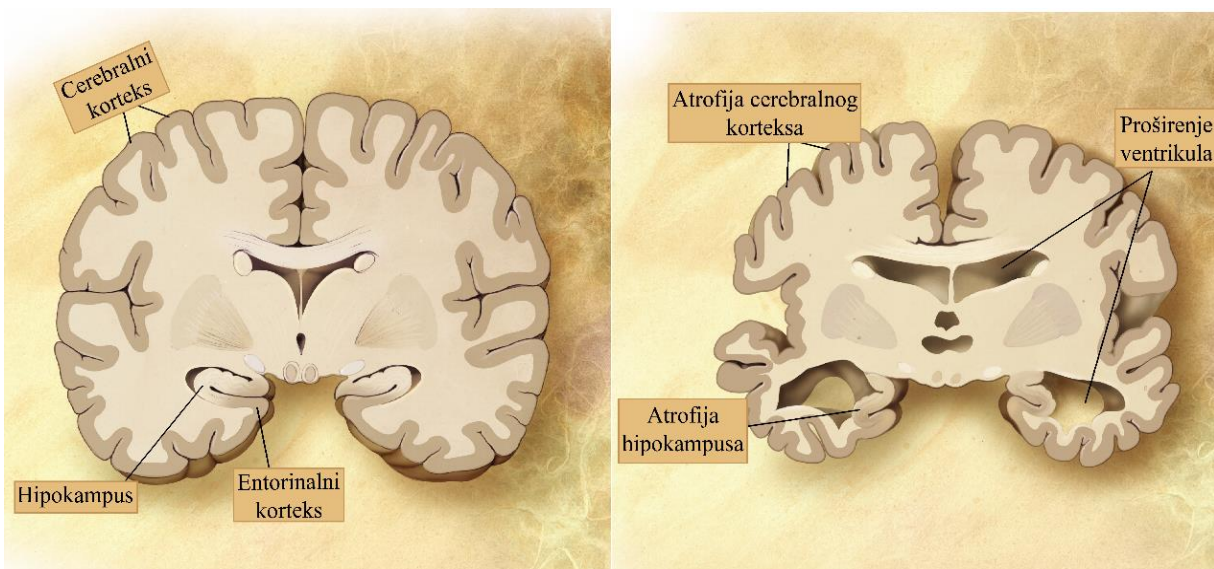 Cerebralni
korteks
Hipokampus
Entorinalni
korteks
Atrofija cerebralnog
korteksa
Proširenje
ventrikula
Atrofija
hipokampusa